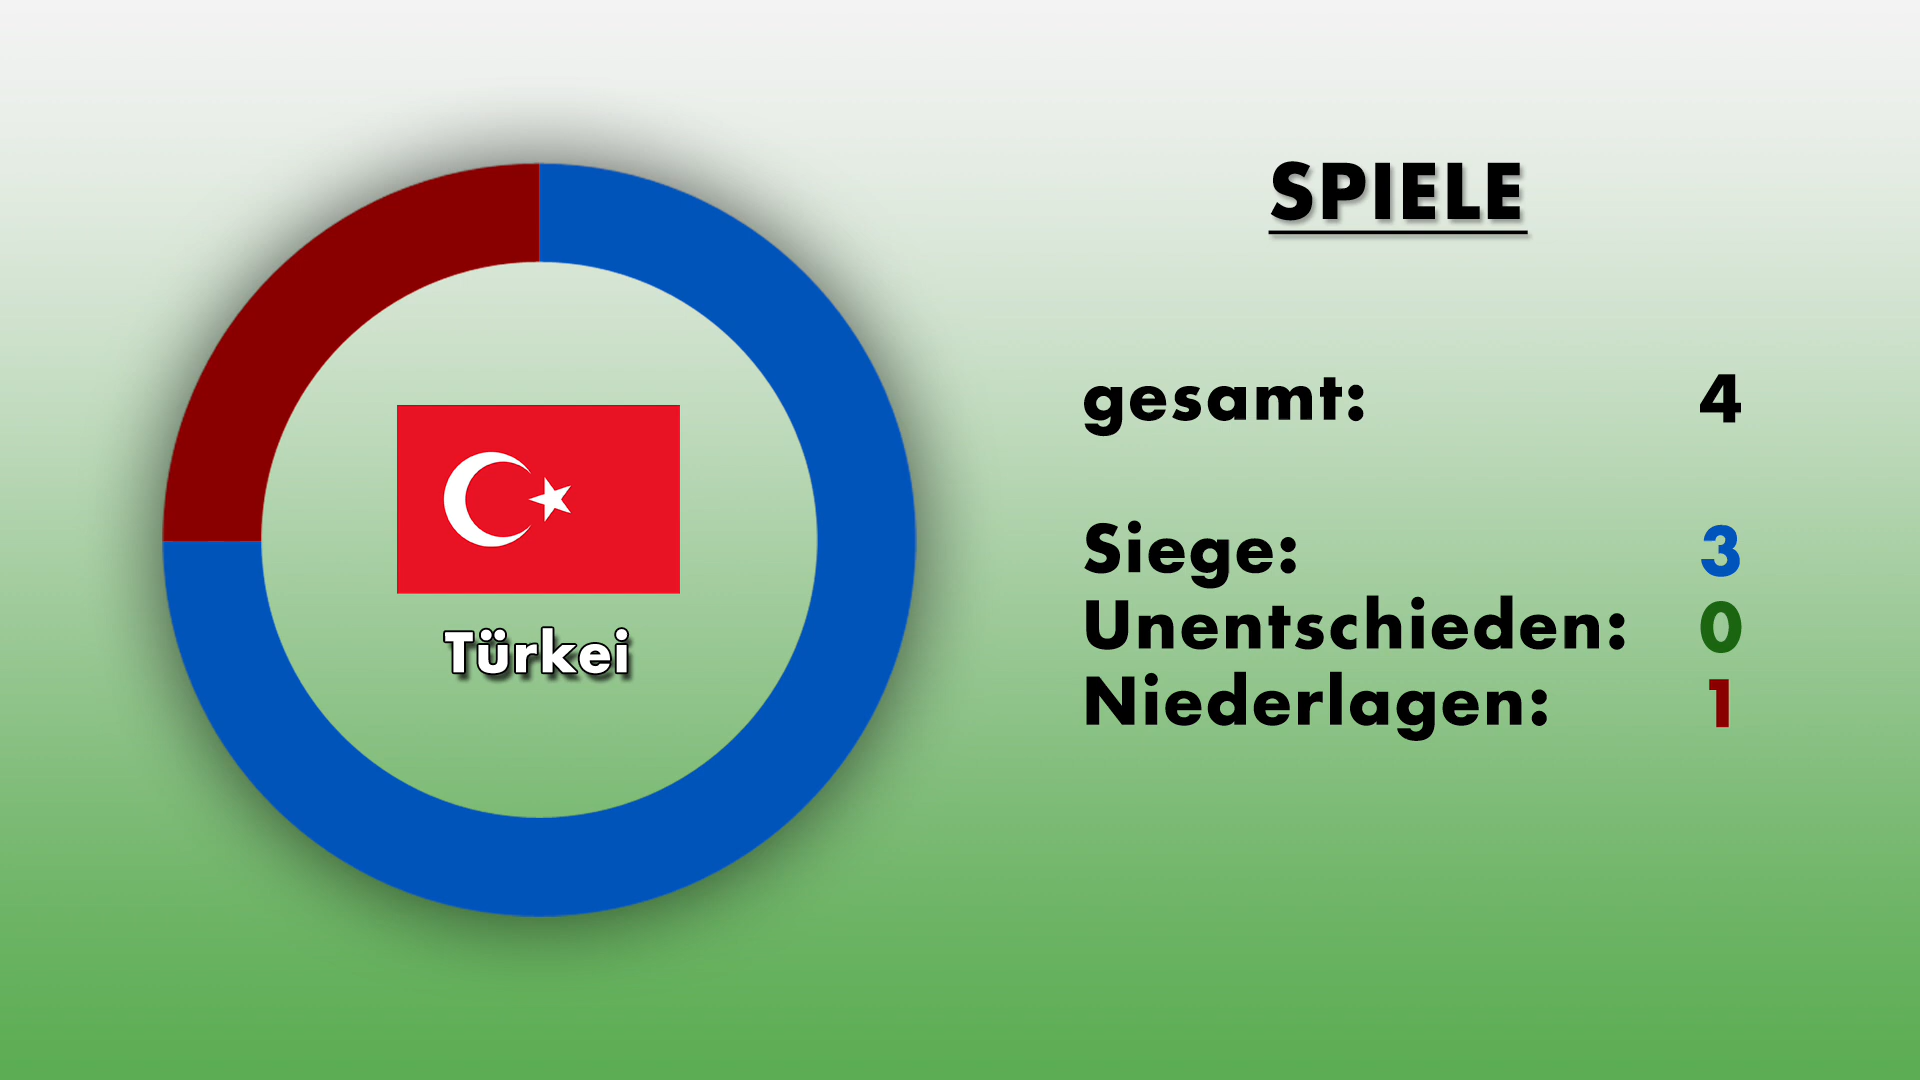 SPIELE
gesamt: 4
Siege: 3
Unentschieden: 0
Niederlagen: 1
Türkei